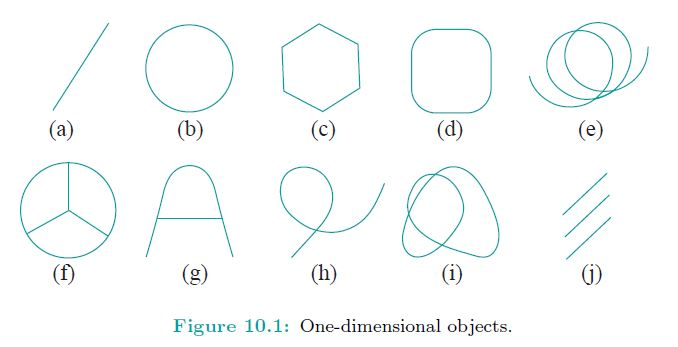 (a) (b) (c) (d) (e)
(f) (g) (h) (i) (j)
Figure 10.1: One-dimensional objects.